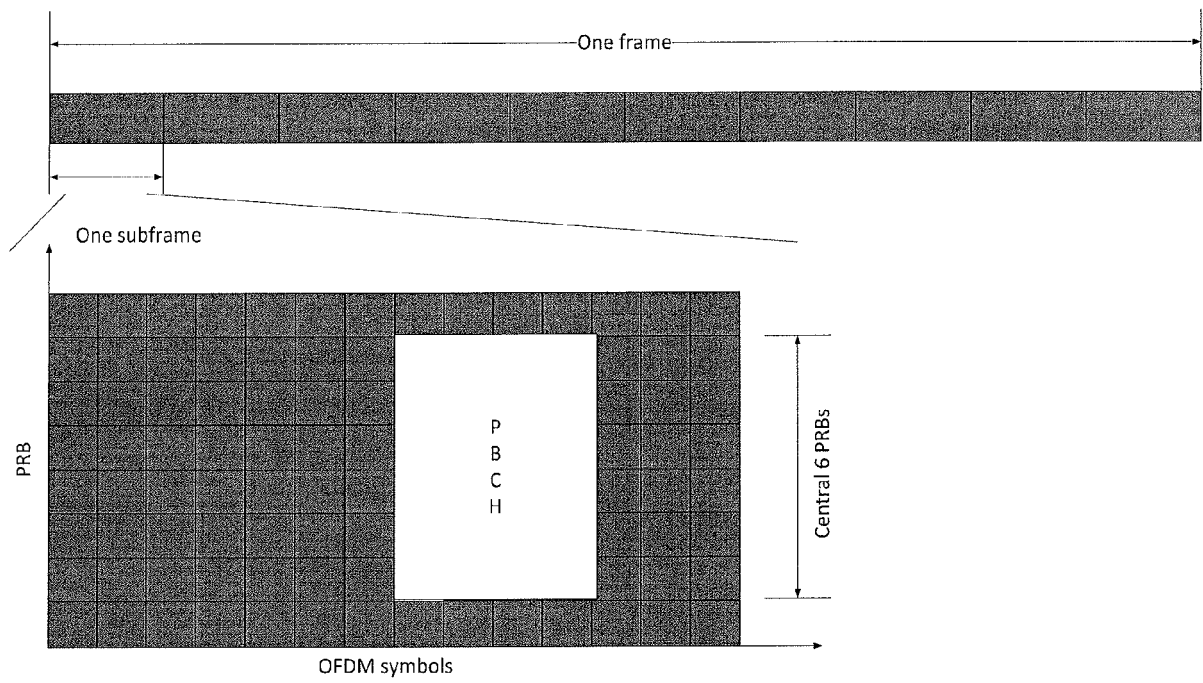 One frame
One subframe
PRB
P
B
C
H
Central 6 PRBs
OFDM symbols